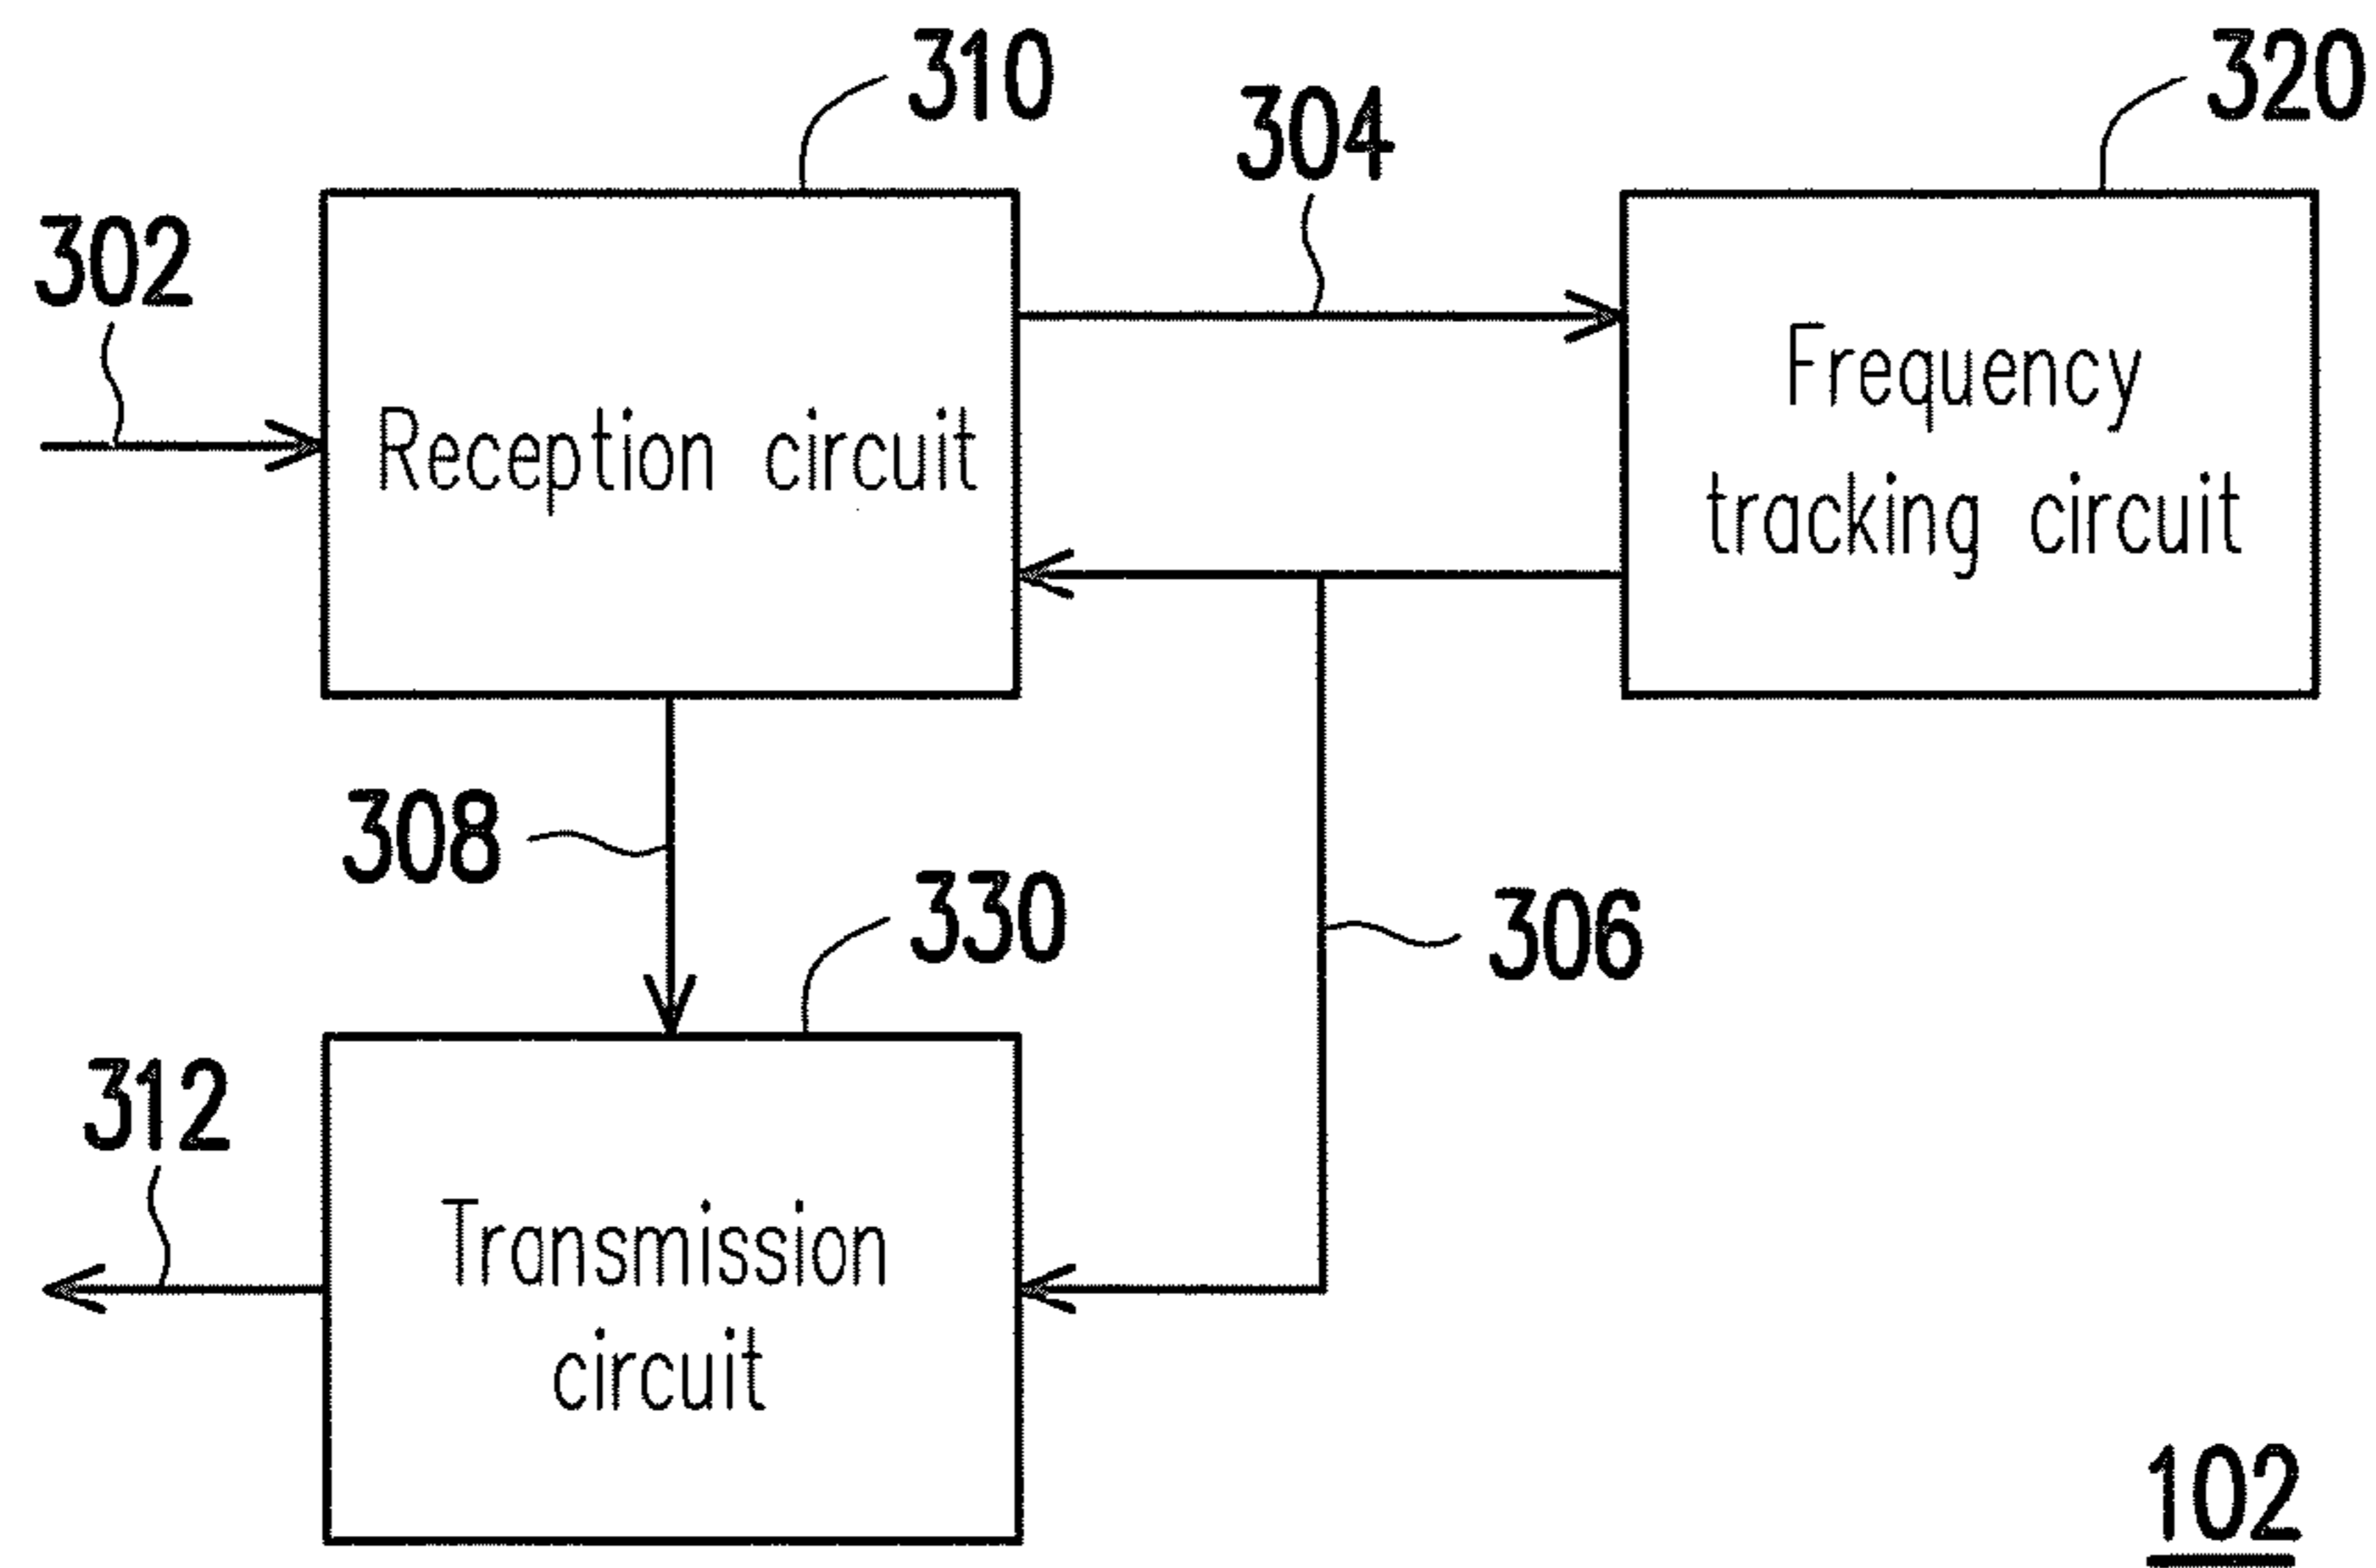 310
304
320
302
Reception circuit
Frequency
tracking circuit
308
330
306
312
Transmission
circuit
102